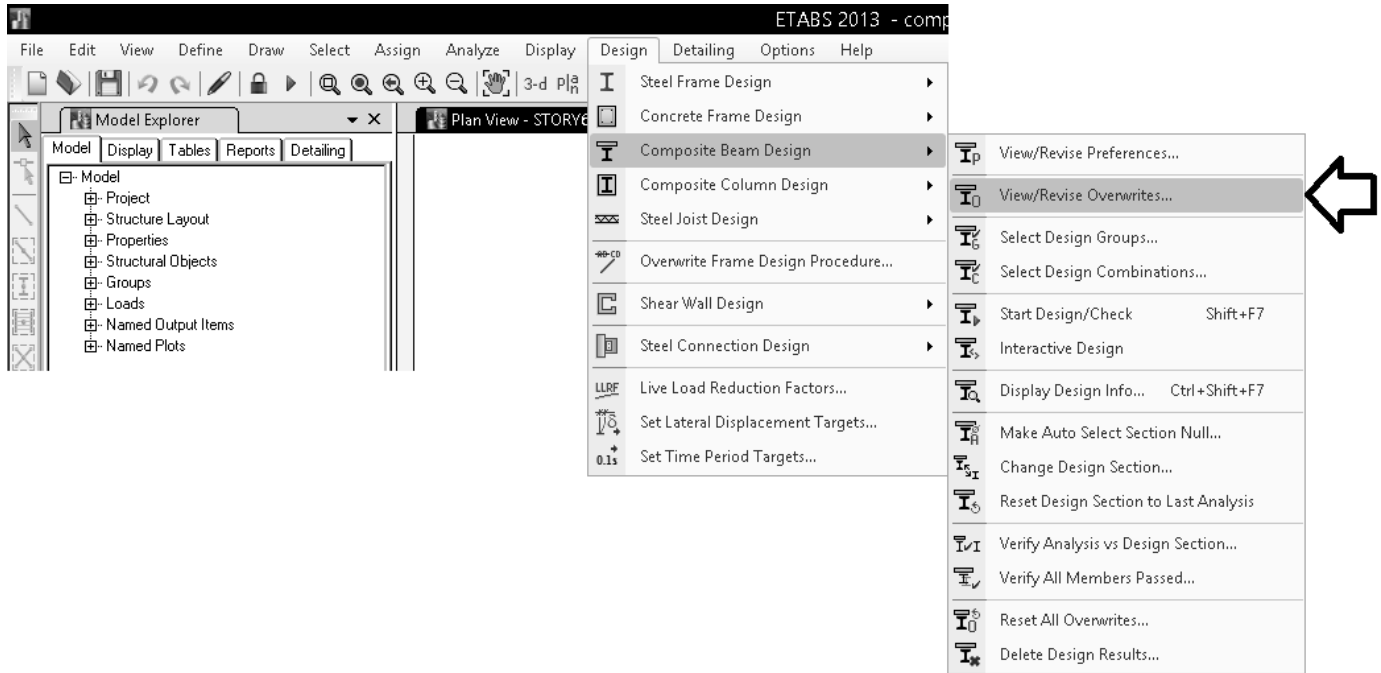 ETABS 2013 - comp
File Edit View Define Draw Select Assign Analyze Display Design Detailing Options Help
3-d
Model Explorer
Plan View - STORY6
Model Display Tables Reports Detailing
Model
Project
Structure Layout
Properties
Structural Objects
Groups
Loads
Named Output Items
Named Plots
Steel Frame Design
Concrete Frame Design
Composite Beam Design
Composite Column Design
Steel Joist Design
Overwrite Frame Design Procedure...
Shear Wall Design
Steel Connection Design
LLRF Live Load Reduction Factors...
Set Lateral Displacement Targets...
0.1s Set Time Period Targets...
View/Revise Preferences...
View/Revise Overwrites...
Select Design Groups...
Select Design Combinations...
Start Design/Check Shift+F7
Interactive Design
Display Design Info... Ctrl+Shift+F7
Make Auto Select Section Null...
Change Design Section...
Reset Design Section to Last Analysis
Verify Analysis vs Design Section...
Verify All Members Passed...
Reset All Overwrites...
Delete Design Results...